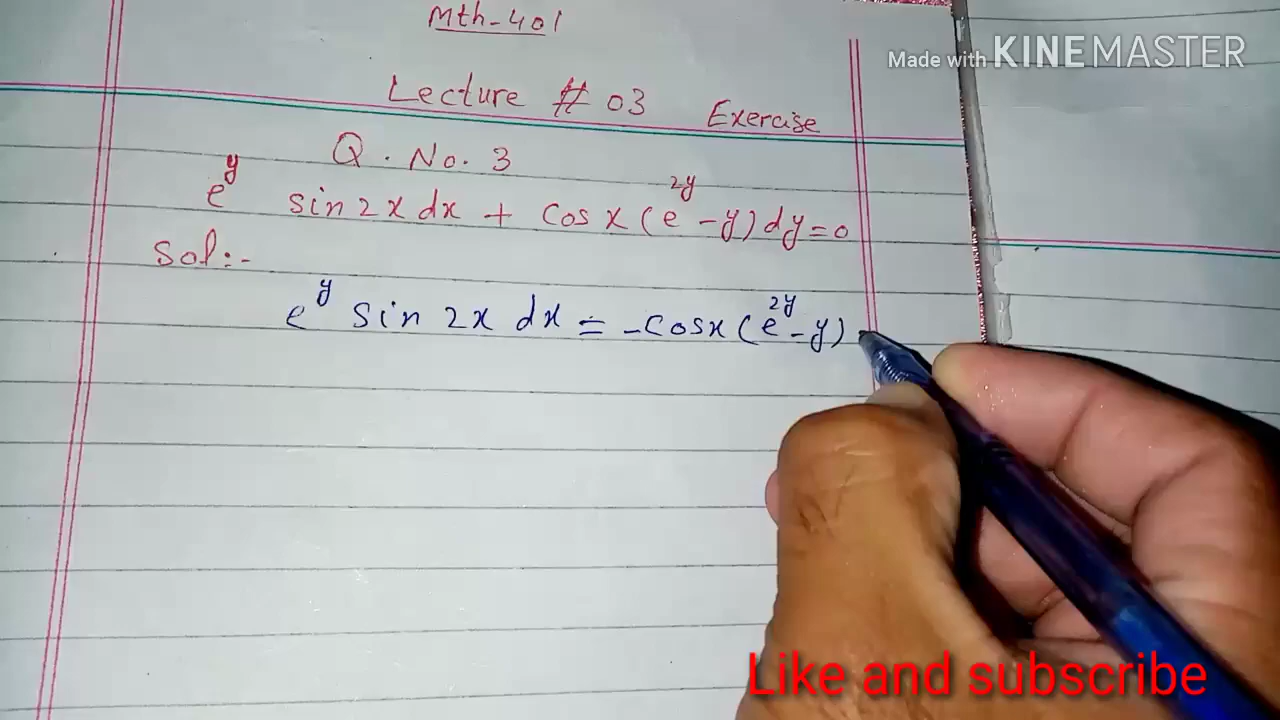 Mth-401
Made with KINEMASTER
Lecture # 03 Exercise
Q. No. 3
e^y sin 2x dx + cos x (e^2y - y) dy = 0
Sol:-
e^y sin 2x dx = -cos x (e^2y - y)
Like and subscribe